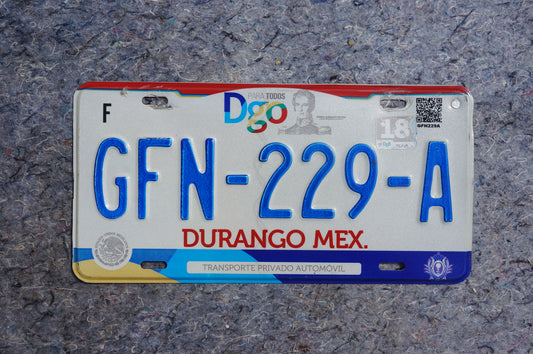 PARA TODOS
F
Dgo
18
GFN229A
GFN-229-A
DURANGO MEX.
TRANSPORTE PRIVADO AUTOMÓVIL